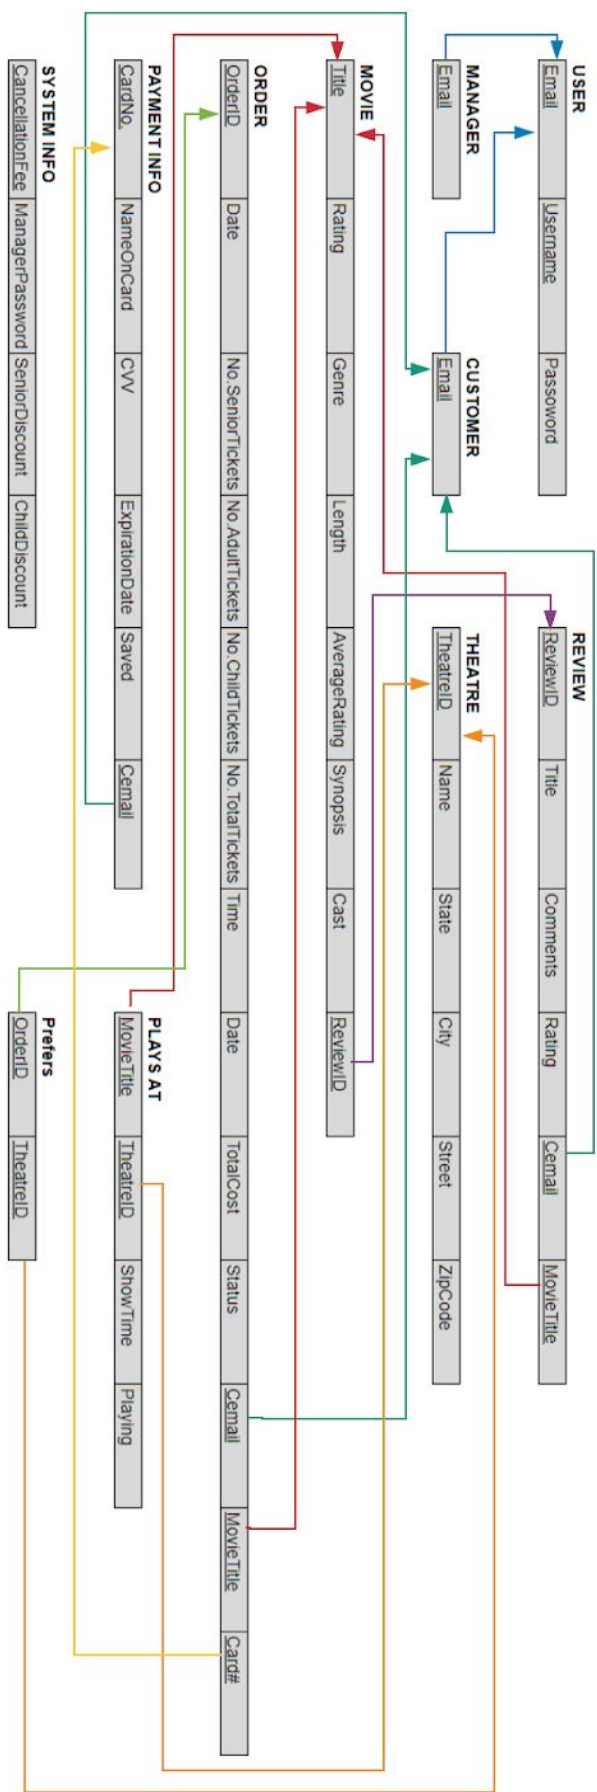 USER
Email Username Passoword
REVIEW
ReviewID Title Comments Rating Cemail MovieTitle
MANAGER
Email
CUSTOMER
Email
THEATRE
TheatreID Name State City Street ZipCode
MOVIE
Title Rating Genre Length AverageRating Synopsis Cast ReviewID
ORDER
OrderID Date No.SeniorTickets No.AdultTickets No.ChildTickets No.TotalTickets Time Date TotalCost Status Cemail MovieTitle Card#
PAYMENT INFO
CardNo. NameOnCard CVV ExpirationDate Saved Cemail
PLAYS AT
MovieTitle TheatreID ShowTime Playing
SYSTEM INFO
CancellationFee ManagerPassword SeniorDiscount ChildDiscount
Prefers
OrderID TheatreID